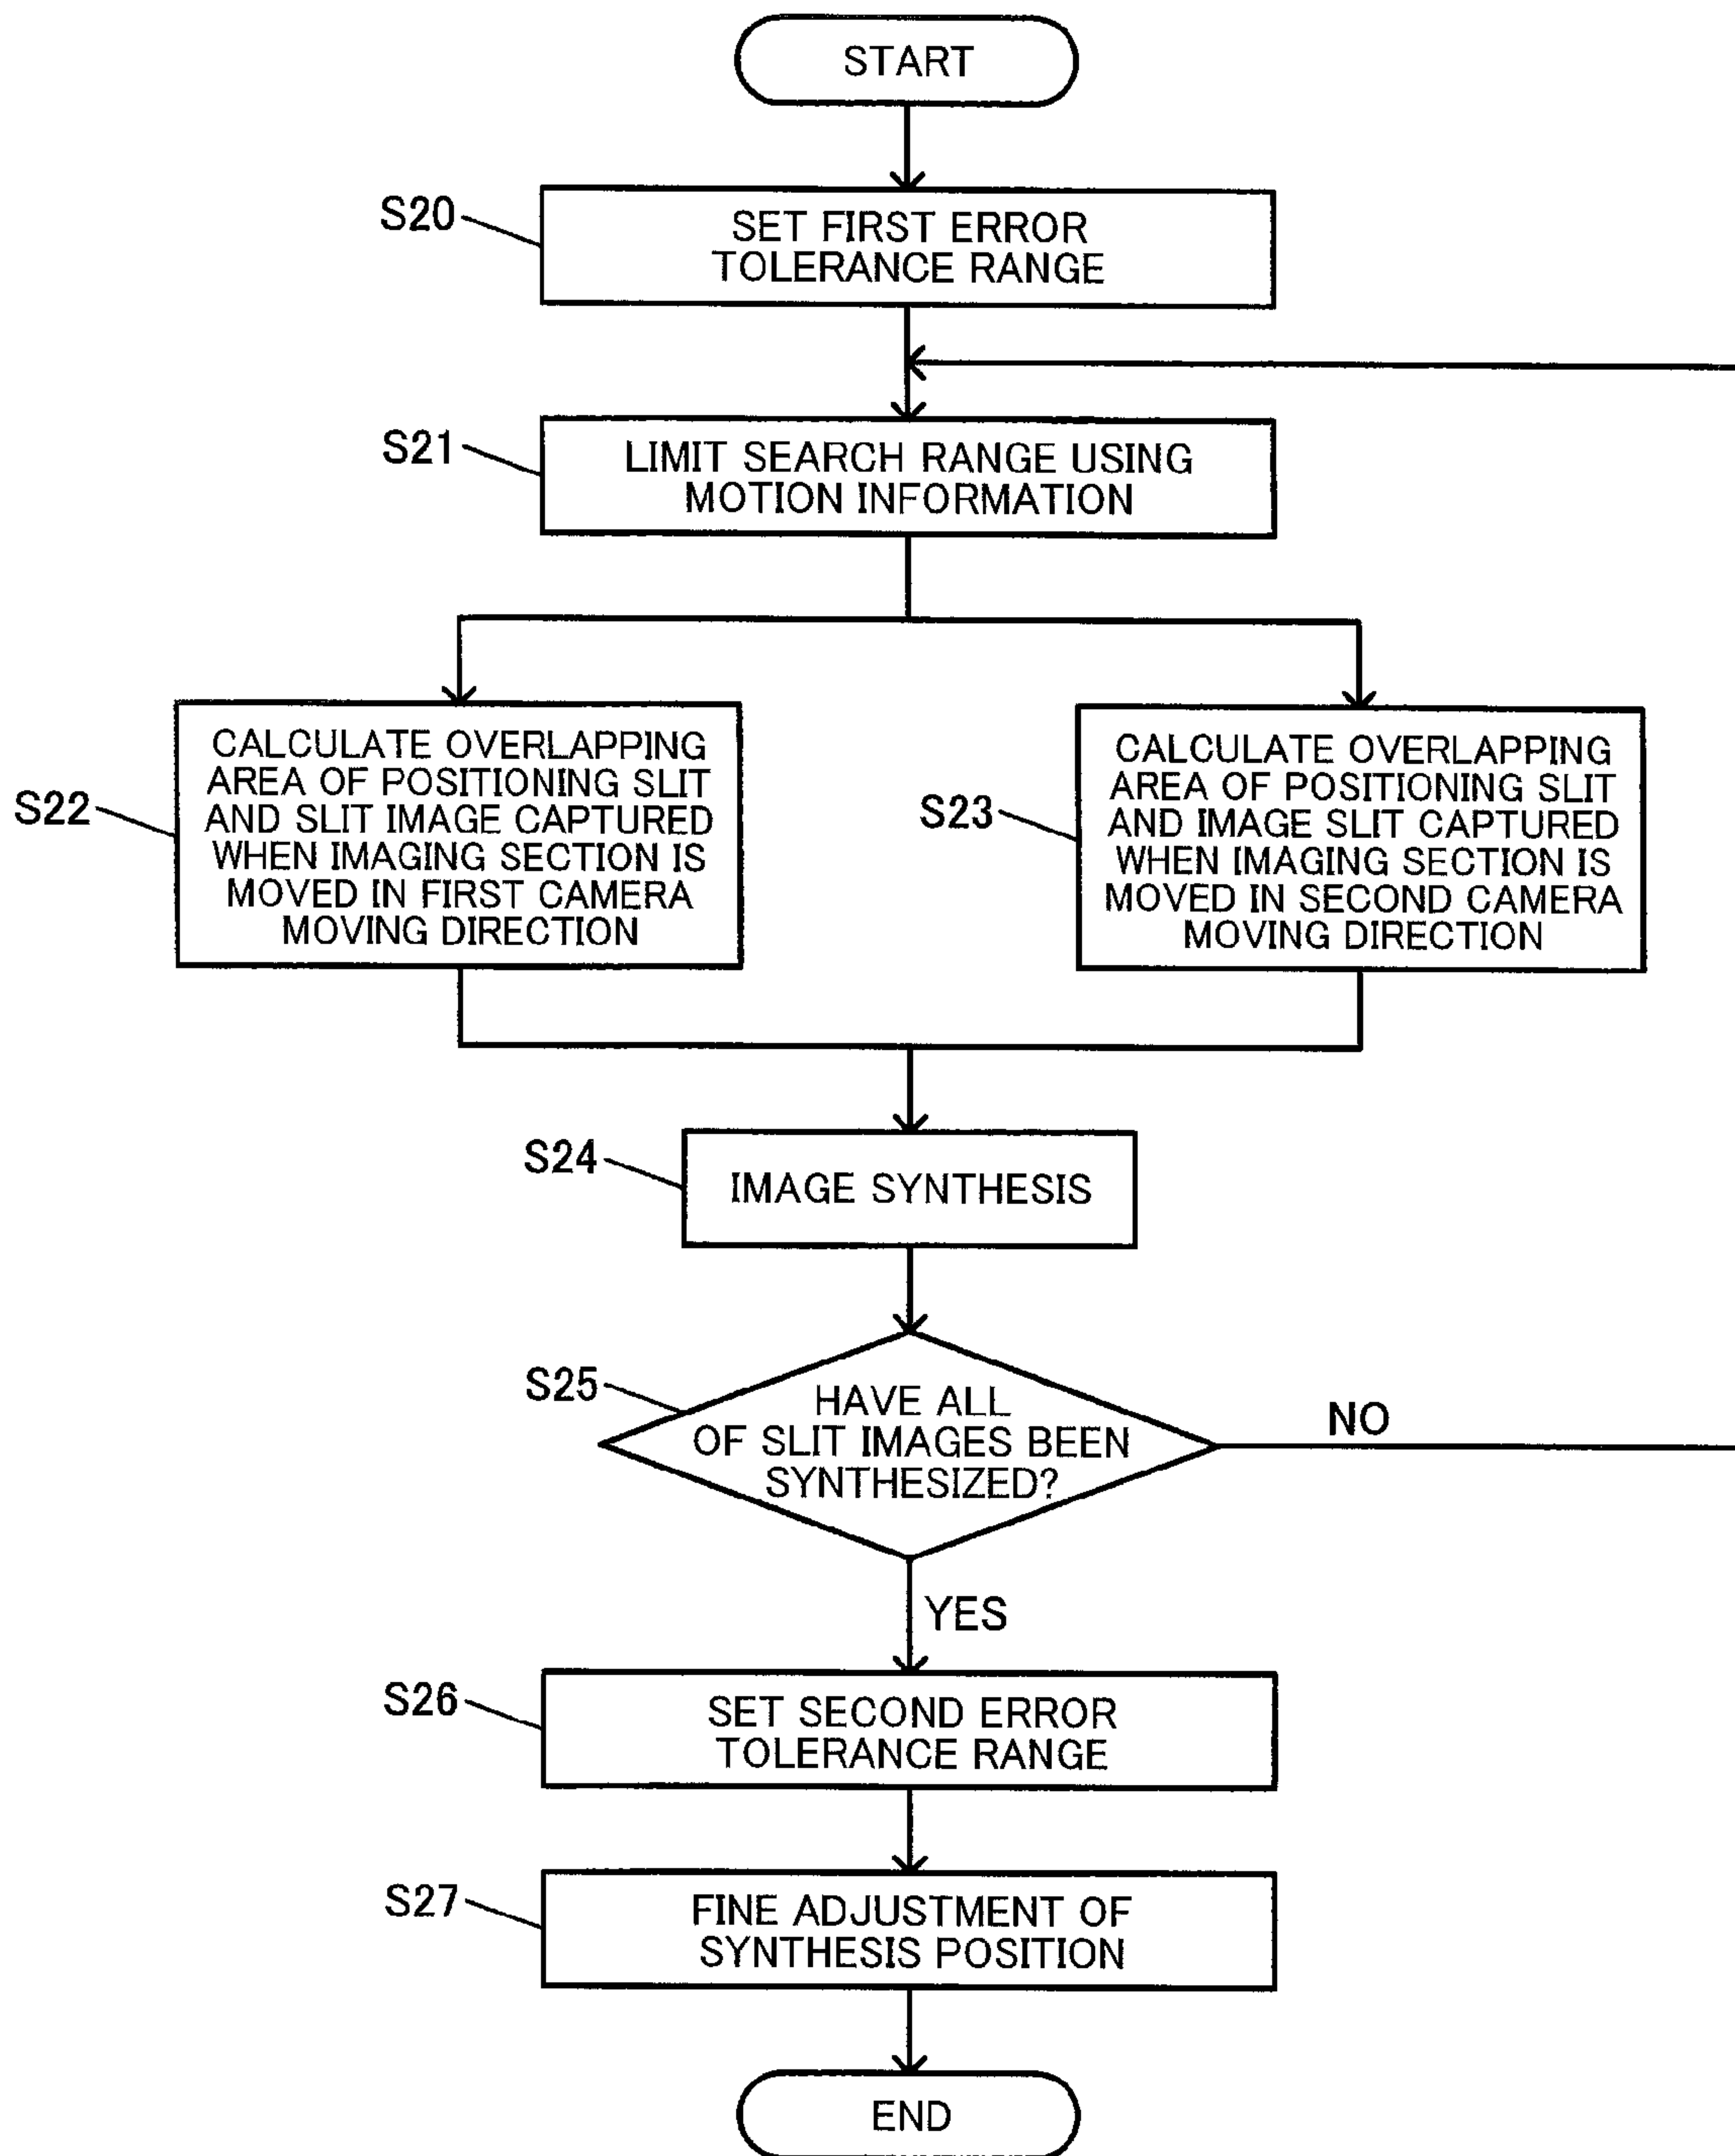 START
S20
SET FIRST ERROR
TOLERANCE RANGE
S21
LIMIT SEARCH RANGE USING
MOTION INFORMATION
S22
CALCULATE OVERLAPPING
AREA OF POSITIONING SLIT
AND SLIT IMAGE CAPTURED
WHEN IMAGING SECTION IS
MOVED IN FIRST CAMERA
MOVING DIRECTION
S23
CALCULATE OVERLAPPING
AREA OF POSITIONING SLIT
AND IMAGE SLIT CAPTURED
WHEN IMAGING SECTION IS
MOVED IN SECOND CAMERA
MOVING DIRECTION
S24
IMAGE SYNTHESIS
S25
HAVE ALL
OF SLIT IMAGES BEEN
SYNTHESIZED?
NO
YES
S26
SET SECOND ERROR
TOLERANCE RANGE
S27
FINE ADJUSTMENT OF
SYNTHESIS POSITION
END